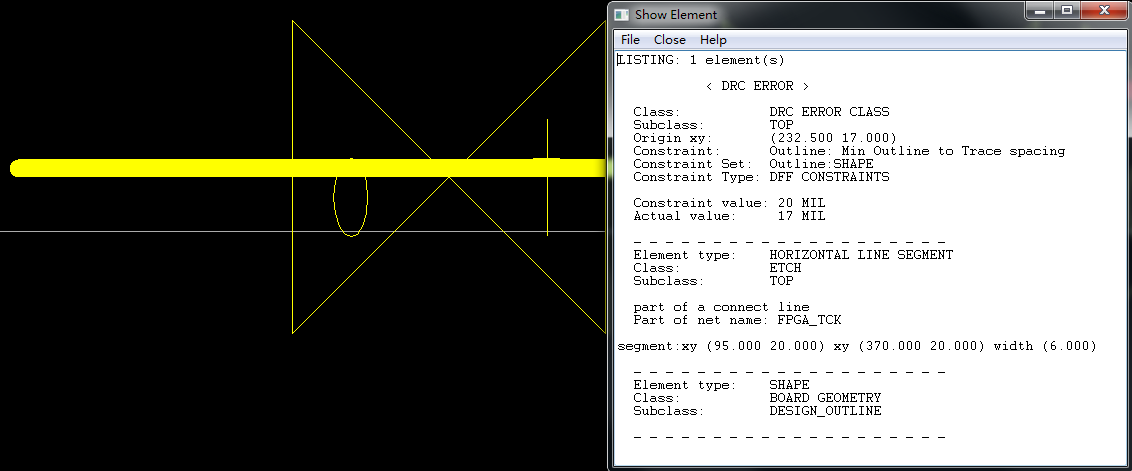 Show Element
File Close Help
LISTING: 1 element(s)
< DRC ERROR >
Class: DRC ERROR CLASS
Subclass: TOP
Origin xy: (232.500 17.000)
Constraint: Outline: Min Outline to Trace spacing
Constraint Set: Outline:SHAPE
Constraint Type: DFF CONSTRAINTS
Constraint value: 20 MIL
Actual value: 17 MIL
_ _ _ _ _ _ _ _ _ _ _ _ _ _ _ _ _ _ _ _
Element type: HORIZONTAL LINE SEGMENT
Class: ETCH
Subclass: TOP
part of a connect line
Part of net name: FPGA_TCK
segment:xy (95.000 20.000) xy (370.000 20.000) width (6.000)
_ _ _ _ _ _ _ _ _ _ _ _ _ _ _ _ _ _ _ _
Element type: SHAPE
Class: BOARD GEOMETRY
Subclass: DESIGN_OUTLINE
_ _ _ _ _ _ _ _ _ _ _ _ _ _ _ _ _ _ _ _